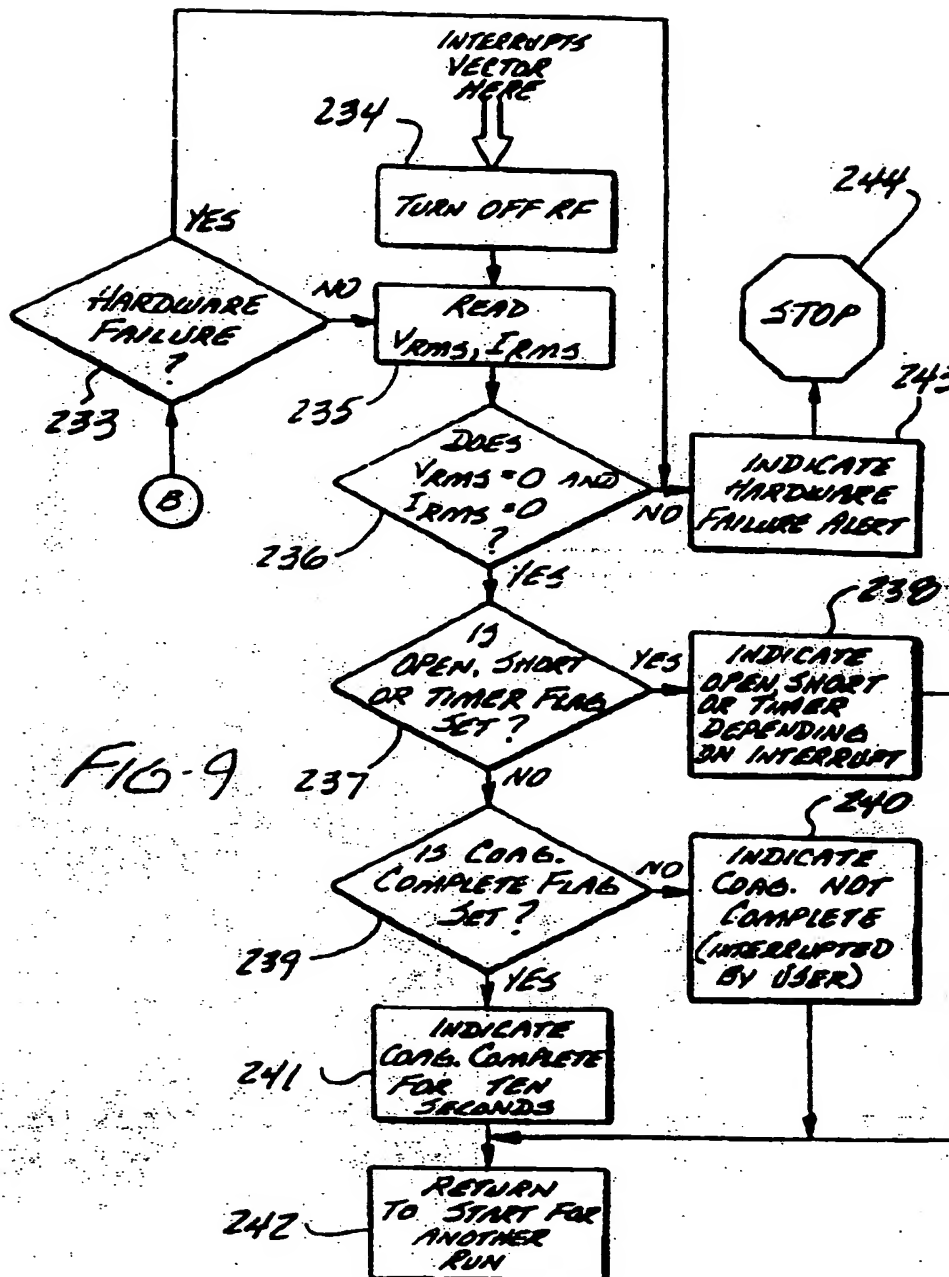 INTERRUPTS
VECTOR
HERE
234
TURN OFF RF
244
STOP
YES
HARDWARE
FAILURE
?
233
NO
READ
VRMS, IRMS
235
B
DOES
VRMS = 0 AND
IRMS = 0
?
236
NO
243
INDICATE
HARDWARE
FAILURE ALERT
YES
IS
OPEN, SHORT
OR TIMER FLAG
SET?
237
YES
238
INDICATE
OPEN, SHORT
OR TIMER
DEPENDING
ON INTERRUPT
FIG-9
NO
IS COAG.
COMPLETE FLAG
SET?
239
NO
240
INDICATE
COAG. NOT
COMPLETE
(INTERRUPTED
BY USER)
YES
INDICATE
COAG. COMPLETE
FOR TEN
SECONDS
241
RETURN
TO START FOR
ANOTHER
RUN
242